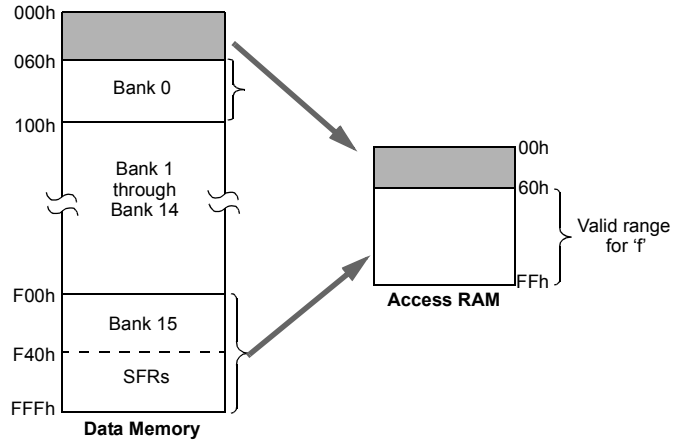 000h
060h
Bank 0
100h
Bank 1
through
Bank 14
F00h
Bank 15
F40h
SFRs
FFFh
Data Memory
00h
60h
Valid range
for ‘f’
FFh
Access RAM